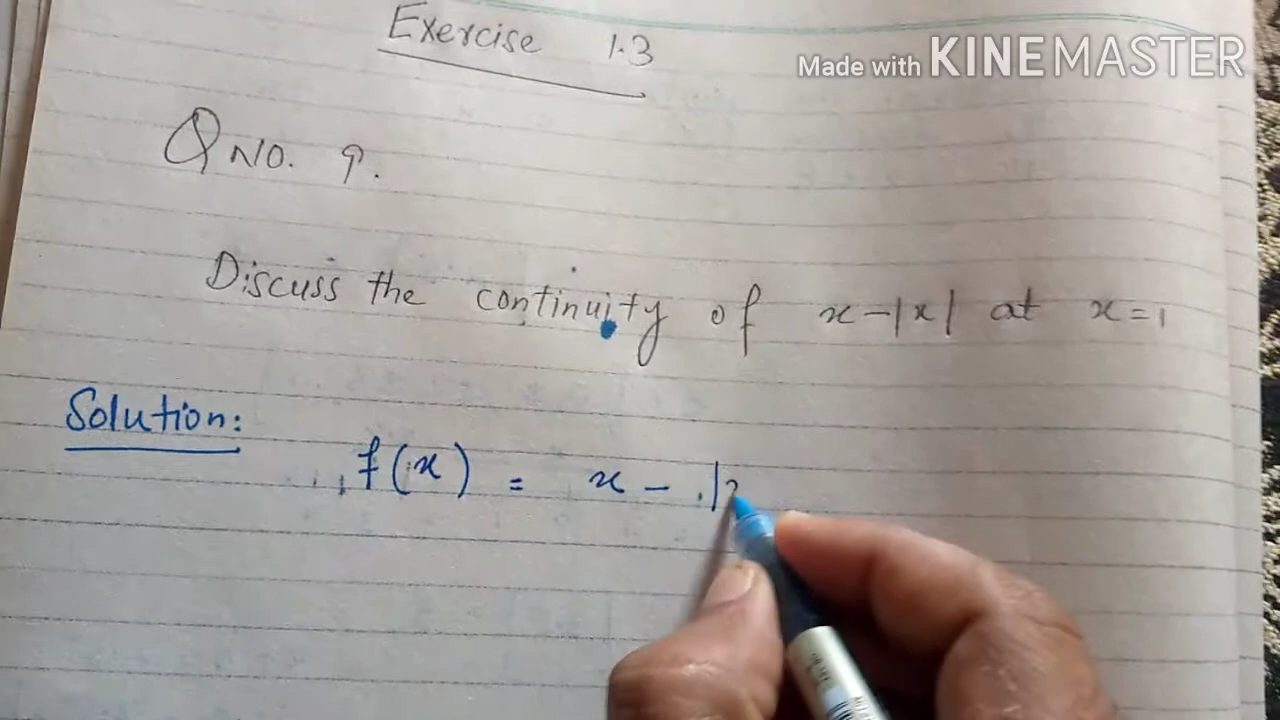 Exercise 1.3
Made with KINEMASTER
Q NO. 9.
Discuss the continuity of x-|x| at x=1
Solution:
f(x) = x - |